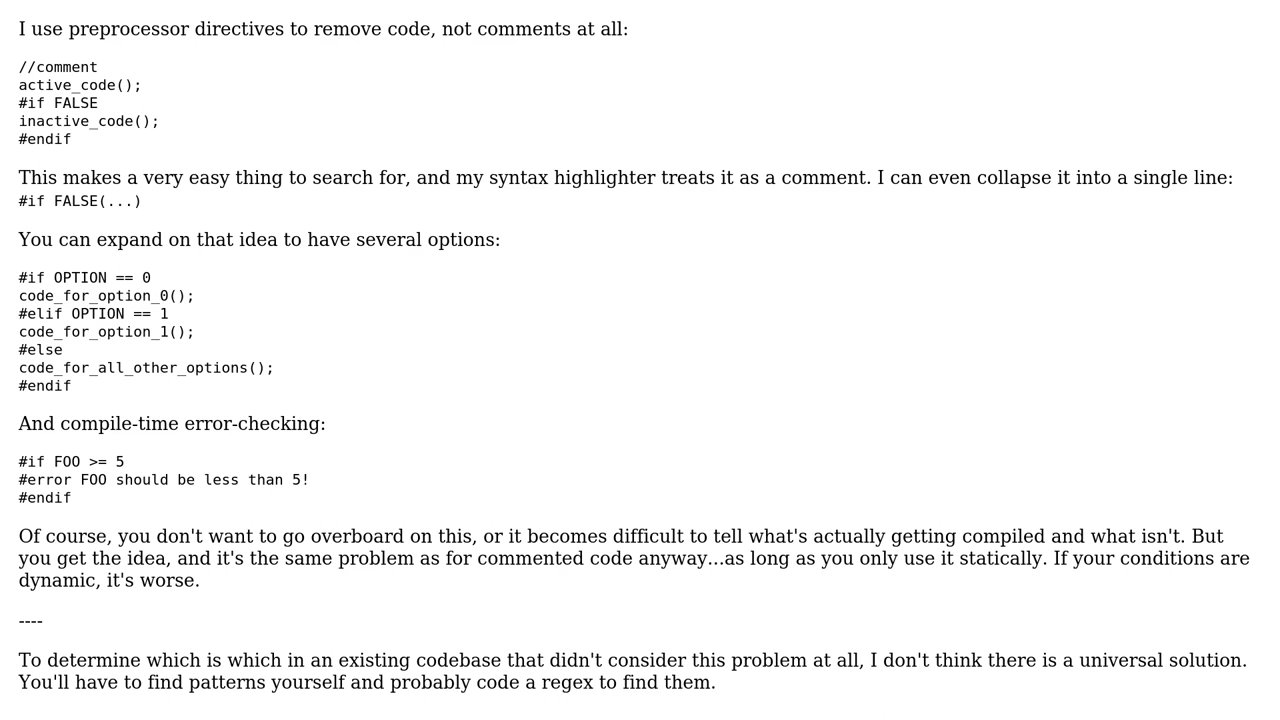 I use preprocessor directives to remove code, not comments at all:
//comment
active_code();
#if FALSE
inactive_code();
#endif
This makes a very easy thing to search for, and my syntax highlighter treats it as a comment. I can even collapse it into a single line:
#if FALSE(...)
You can expand on that idea to have several options:
#if OPTION == 0
code_for_option_0();
#elif OPTION == 1
code_for_option_1();
#else
code_for_all_other_options();
#endif
And compile-time error-checking:
#if FOO >= 5
#error FOO should be less than 5!
#endif
Of course, you don't want to go overboard on this, or it becomes difficult to tell what's actually getting compiled and what isn't. But
you get the idea, and it's the same problem as for commented code anyway...as long as you only use it statically. If your conditions are
dynamic, it's worse.
----
To determine which is which in an existing codebase that didn't consider this problem at all, I don't think there is a universal solution.
You'll have to find patterns yourself and probably code a regex to find them.